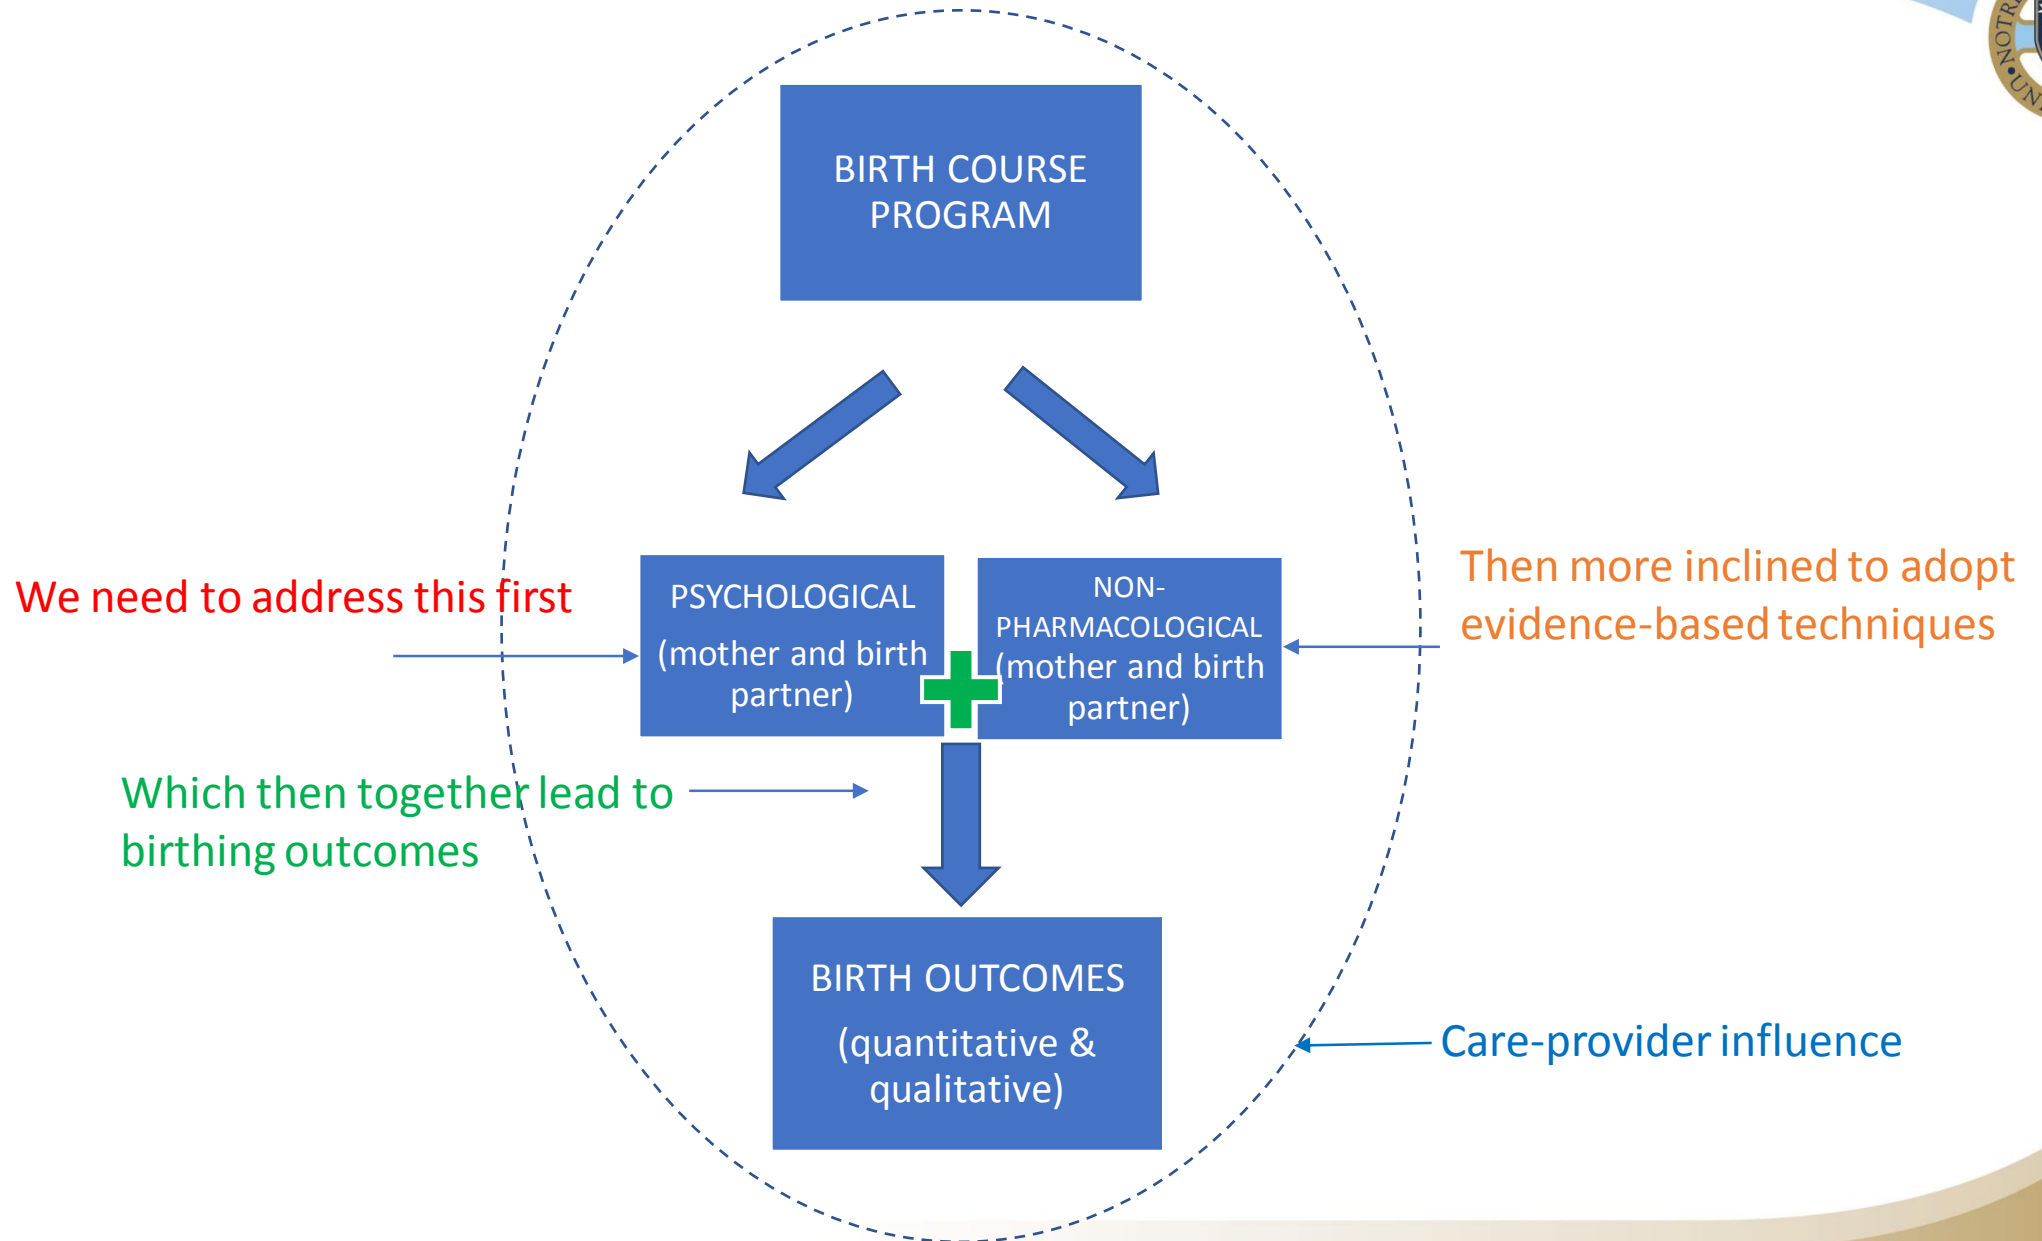 BIRTH COURSE
PROGRAM
We need to address this first
PSYCHOLOGICAL
(mother and birth
partner)
NON-
PHARMACOLOGICAL
(mother and birth
partner)
Then more inclined to adopt
evidence-based techniques
Which then together lead to
birthing outcomes
BIRTH OUTCOMES
(quantitative &
qualitative)
Care-provider influence